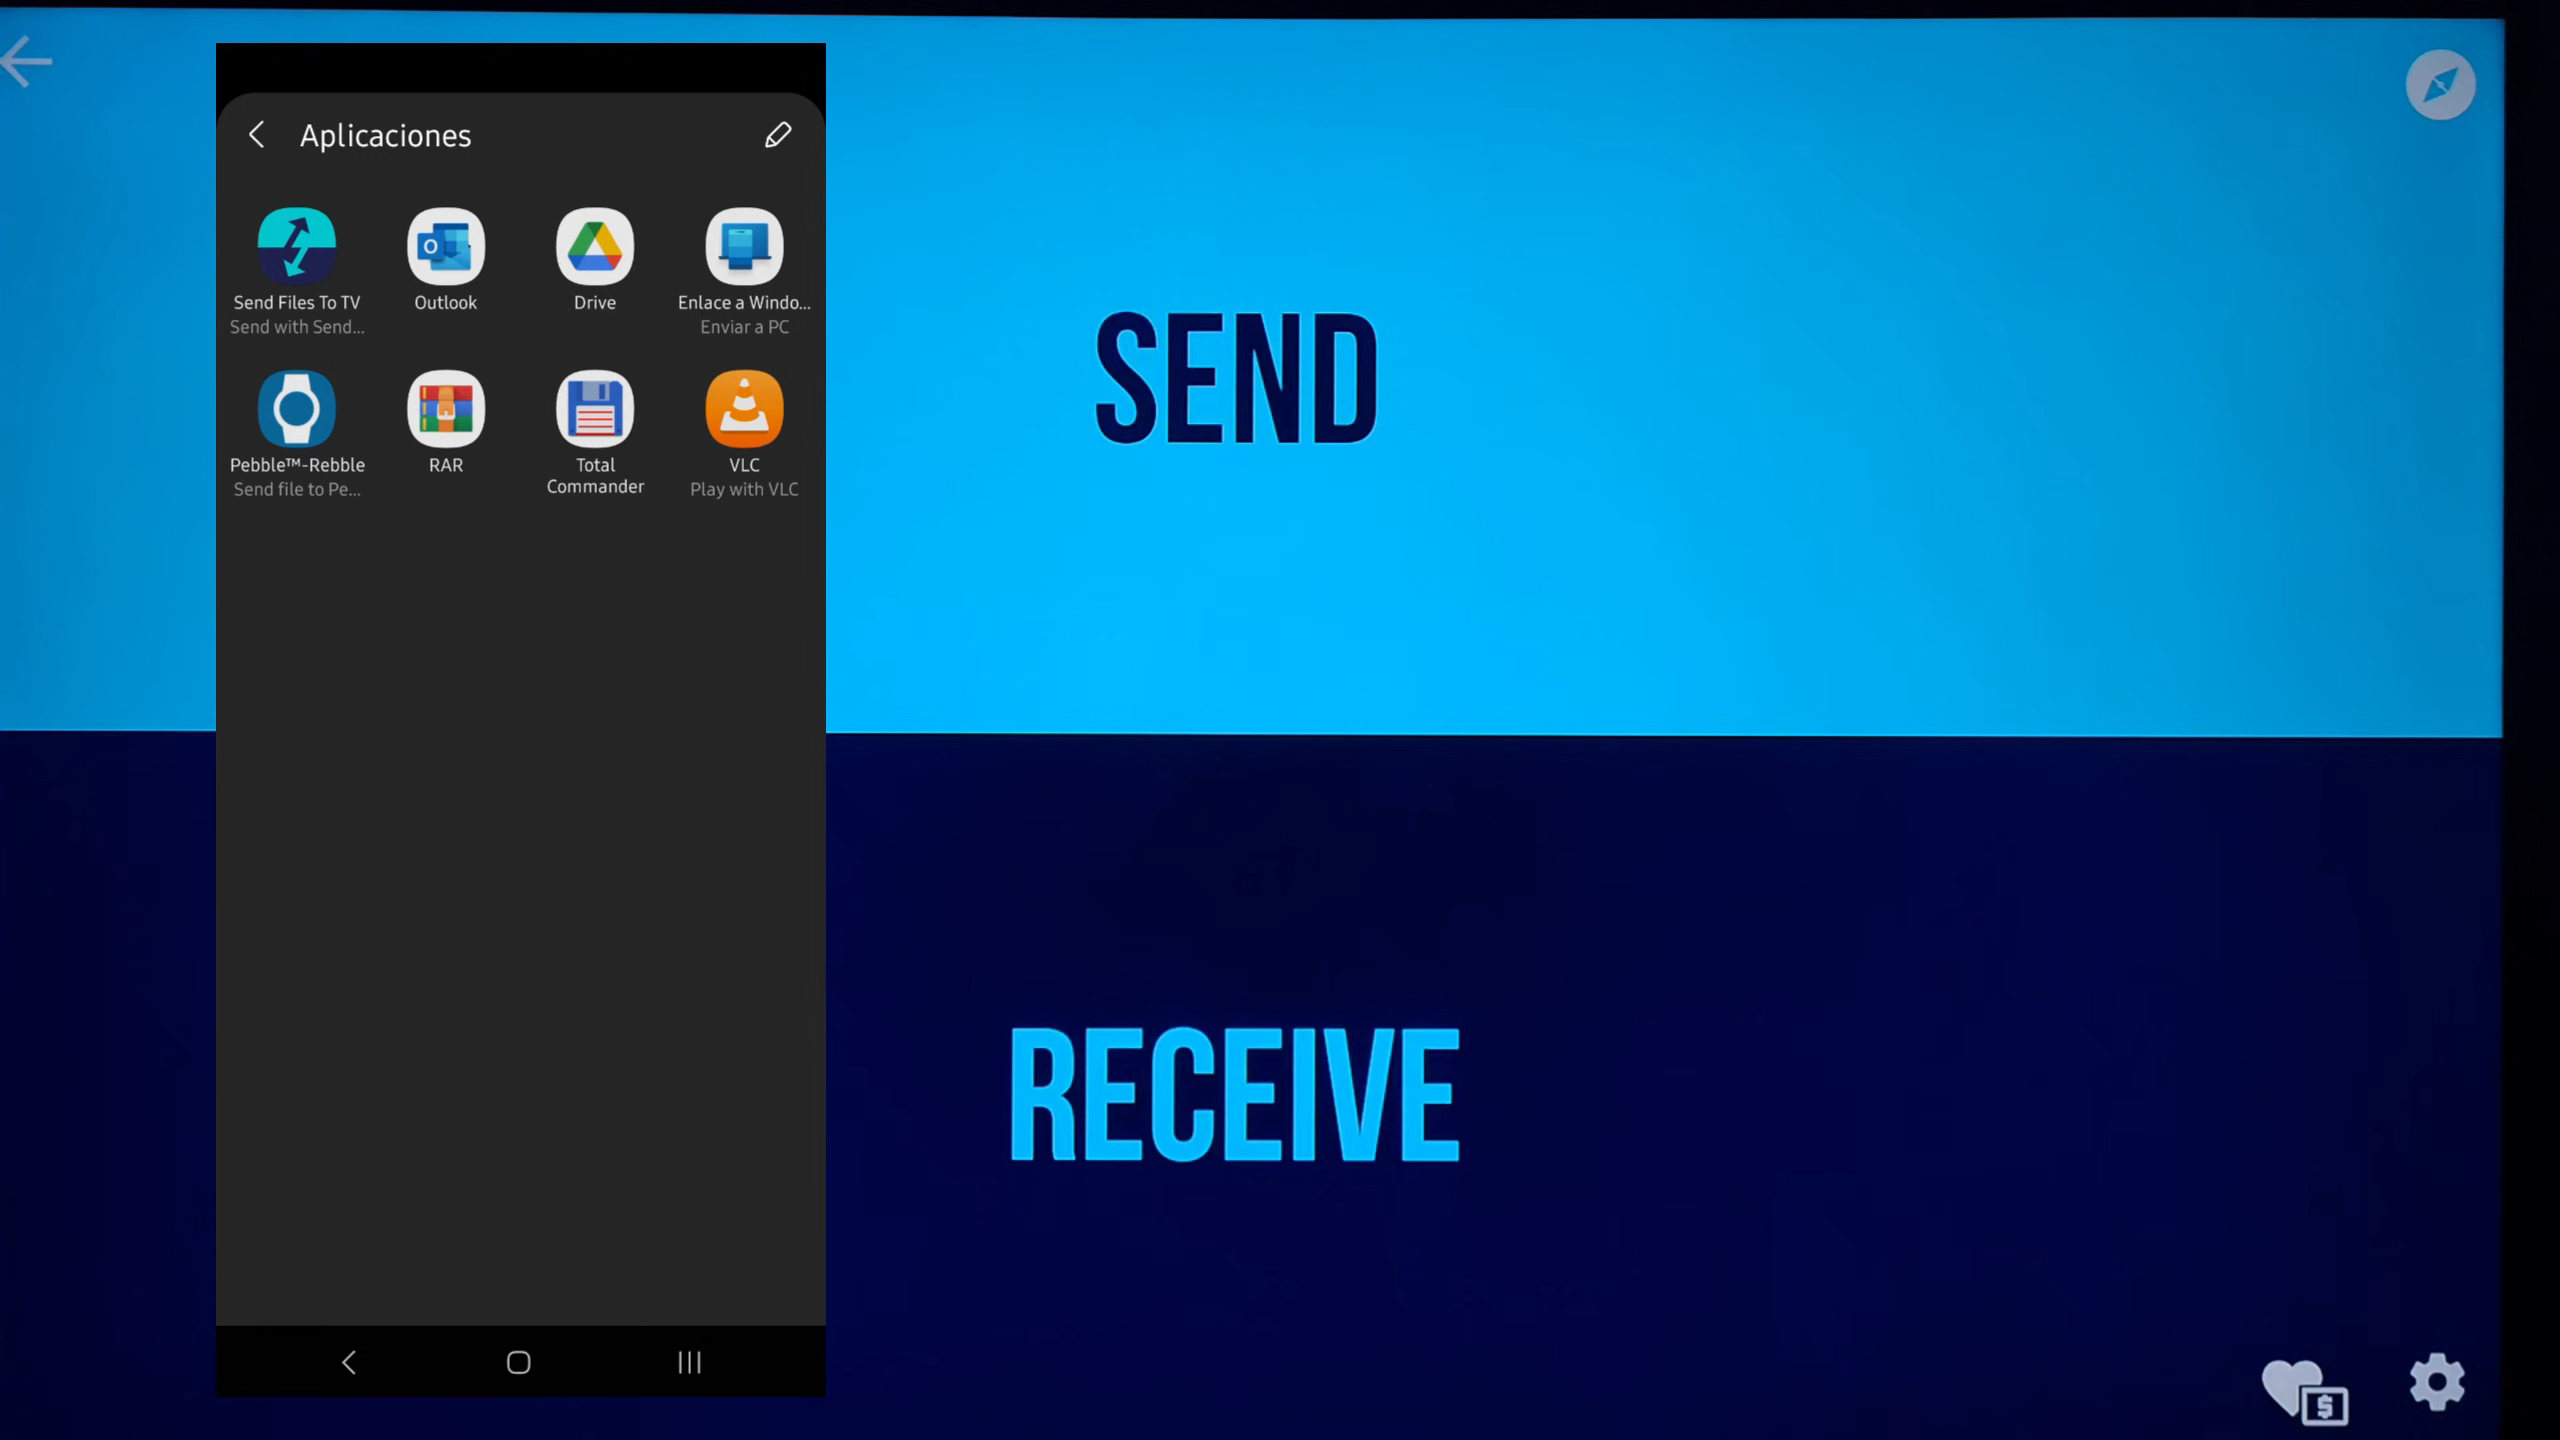 Aplicaciones
Send Files To TV
Send with Send...
Outlook
Drive
Enlace a Windo...
Enviar a PC
Pebble™-Rebble
Send file to Pe...
RAR
Total
Commander
VLC
Play with VLC
SEND
RECEIVE